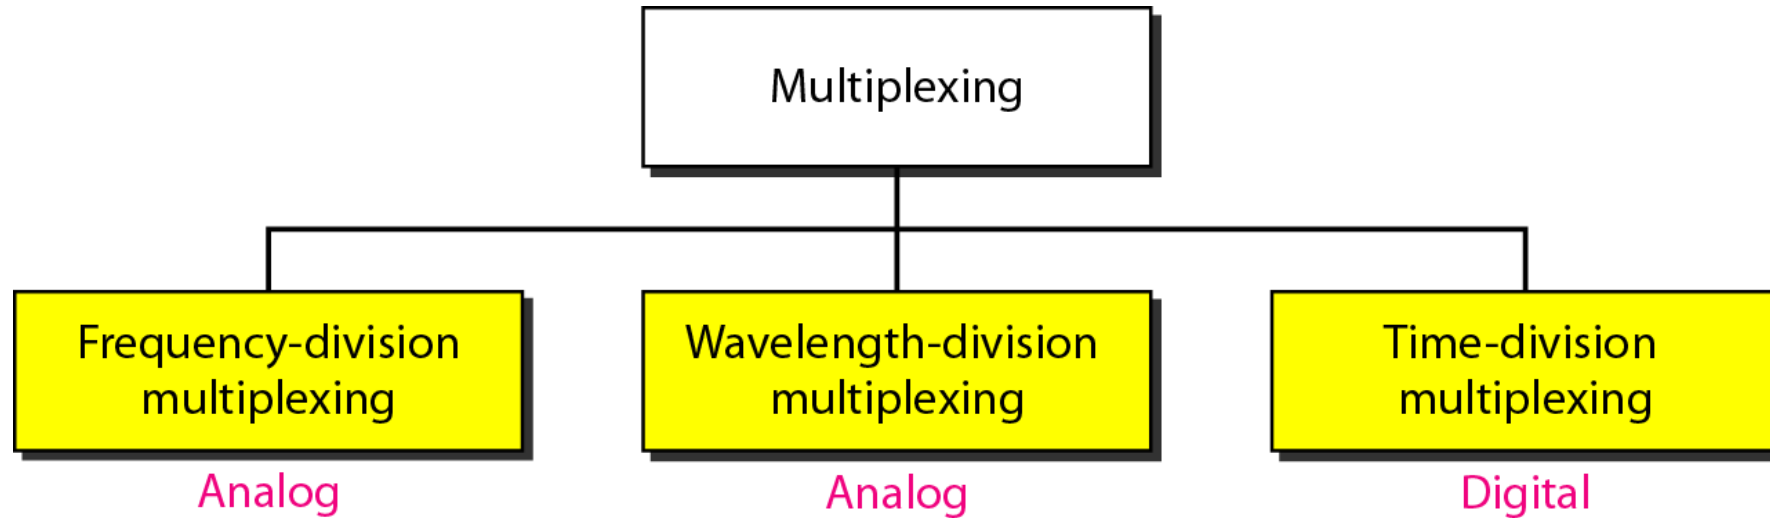 Multiplexing
Frequency-division
multiplexing
Wavelength-division
multiplexing
Time-division
multiplexing
Analog
Analog
Digital